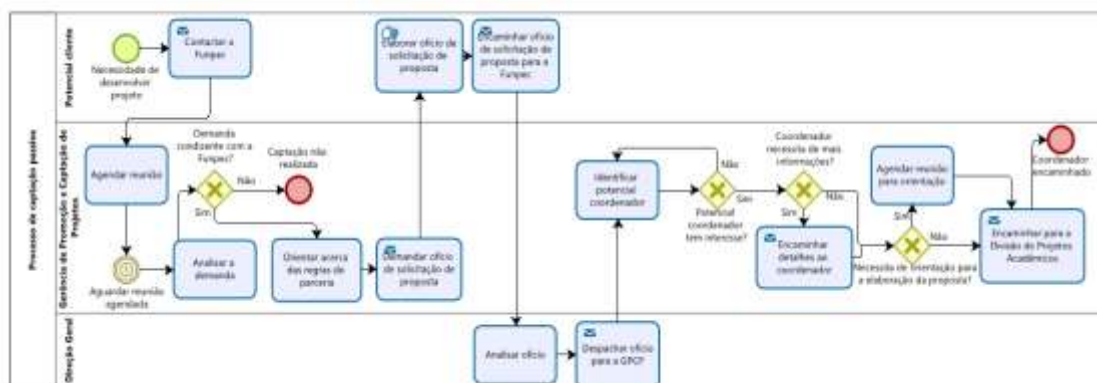 Processo de captação passiva
Potencial cliente
Necessidade de
desenvolver
projeto
Contactar a
Funpec
Elaborar ofício de
solicitação de
proposta
Encaminhar ofício
de solicitação de
proposta para a
Funpec
Gerência de Promoção e Captação de
Projetos
Agendar reunião
Aguardar reunião
agendada
Analisar a
demanda
Demanda
condizente com a
Funpec?
Não
Sim
Captação não
realizada
Orientar acerca
das regras de
parceria
Demandar ofício
de solicitação de
proposta
Identificar
potencial
coordenador
Não
Sim
Potencial
coordenador
tem interesse?
Coordenador
necessita de mais
informações?
Sim
Não
Encaminhar
detalhes ao
coordenador
Agendar reunião
para orientação
Sim
Não
Necessita de orientação para
a elaboração da proposta?
Encaminhar para a
Divisão de Projetos
Acadêmicos
Coordenador
encaminhado
Direção Geral
Analisar ofício
Despachar ofício
para a GPCP